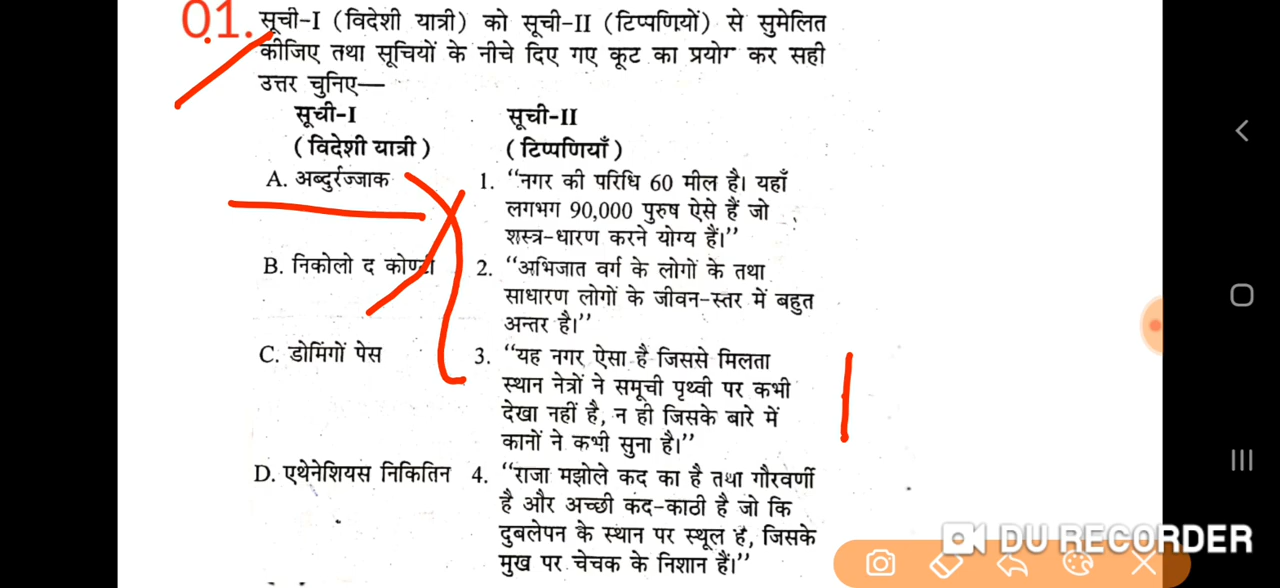 01. सूची-I (विदेशी यात्री) को सूची-II (टिप्पणियों) से सुमेलित
कीजिए तथा सूचियों के नीचे दिए गए कूट का प्रयोग कर सही
उत्तर चुनिए—
सूची-I सूची-II
(विदेशी यात्री) (टिप्पणियाँ)
A. अब्दुर्रज्जाक 1. “नगर की परिधि 60 मील है। यहाँ
लगभग 90,000 पुरुष ऐसे हैं जो
शस्त्र-धारण करने योग्य हैं।”
B. निकोलो द कोण्टी 2. “अभिजात वर्ग के लोगों के तथा
साधारण लोगों के जीवन-स्तर में बहुत
अन्तर है।”
C. डोमिंगों पेस 3. “यह नगर ऐसा है जिससे मिलता
स्थान नेत्रों ने समूची पृथ्वी पर कभी
देखा नहीं है, न ही जिसके बारे में
कानों ने कभी सुना है।”
D. एथेनेशियस निकितिन 4. “राजा मझोले कद का है तथा गौरवर्णी
है और अच्छी कद-काठी है जो कि
दुबलेपन के स्थान पर स्थूल है, जिसके
मुख पर चेचक के निशान हैं।”
DU RECORDER